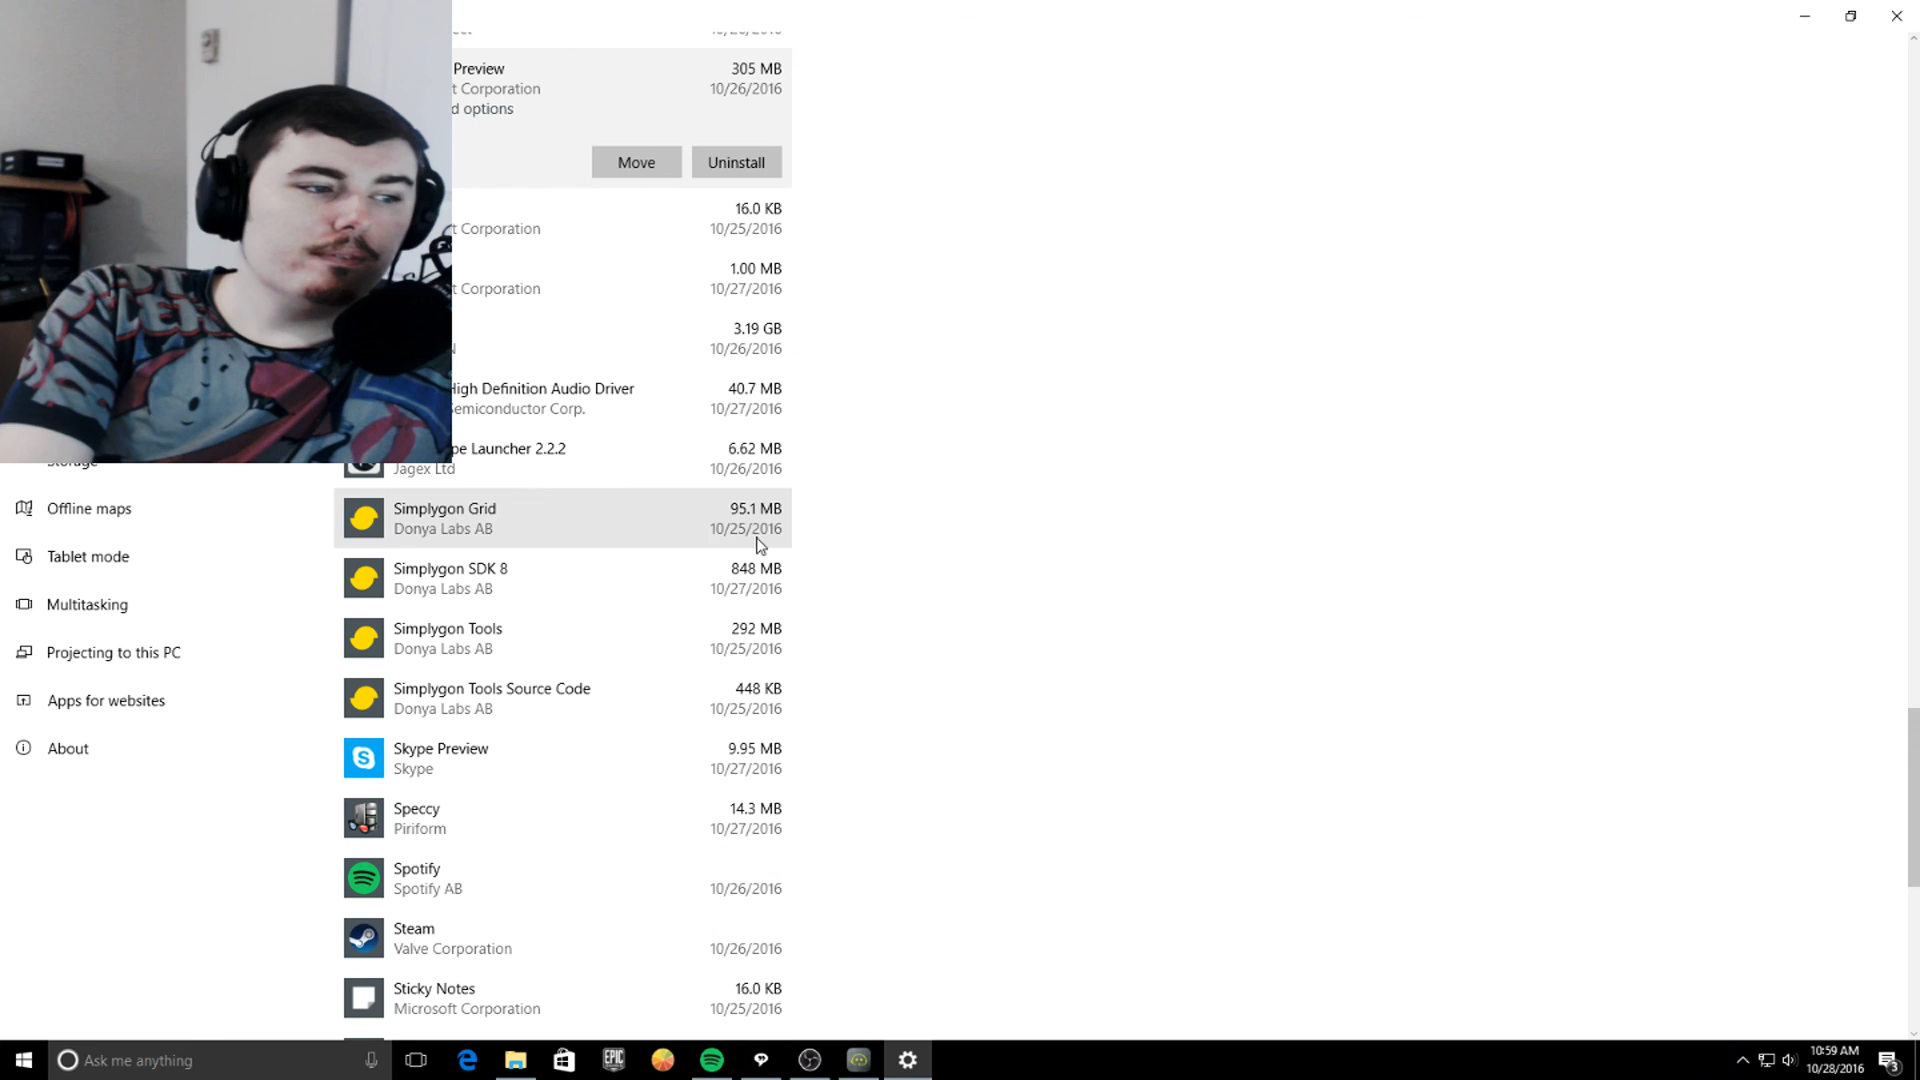 Preview
305 MB
t Corporation
10/26/2016
d options
Move
Uninstall
16.0 KB
t Corporation
10/25/2016
1.00 MB
t Corporation
10/27/2016
3.19 GB
10/26/2016
High Definition Audio Driver
40.7 MB
Semiconductor Corp.
10/27/2016
pe Launcher 2.2.2
6.62 MB
Jagex Ltd
10/26/2016
Storage
Offline maps
Tablet mode
Multitasking
Projecting to this PC
Apps for websites
About
Simplygon Grid
95.1 MB
Donya Labs AB
10/25/2016
Simplygon SDK 8
848 MB
Donya Labs AB
10/27/2016
Simplygon Tools
292 MB
Donya Labs AB
10/25/2016
Simplygon Tools Source Code
448 KB
Donya Labs AB
10/25/2016
Skype Preview
9.95 MB
Skype
10/27/2016
Speccy
14.3 MB
Piriform
10/27/2016
Spotify
Spotify AB
10/26/2016
Steam
Valve Corporation
10/26/2016
Sticky Notes
16.0 KB
Microsoft Corporation
10/25/2016
Ask me anything
EPIC
10:59 AM
10/28/2016
3